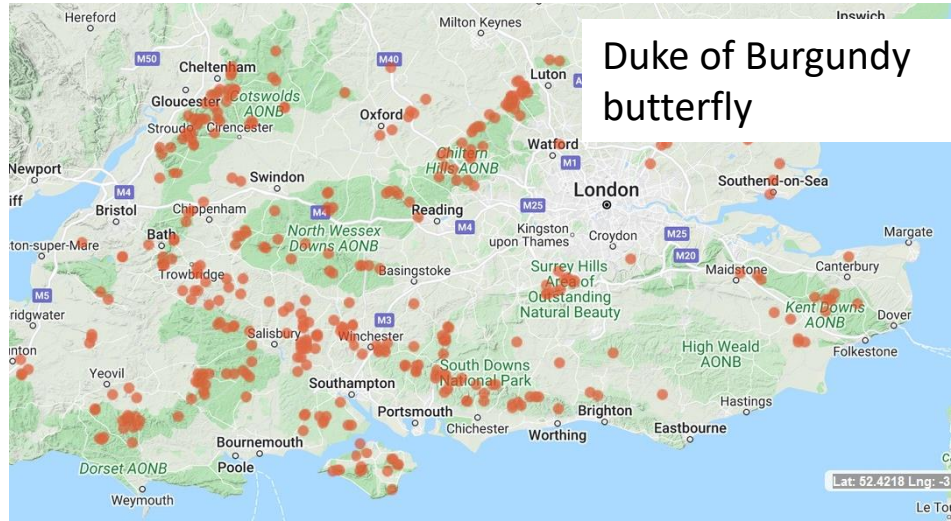 Duke of Burgundy
butterfly
Hereford
Milton Keynes
Ipswich
M50
M40
Cheltenham
Luton
Gloucester
Cotswolds
AONB
Stroud
Cirencester
Oxford
Watford
Chiltern
Hills AONB
M1
Newport
Swindon
London
Southend-on-Sea
M4
iff
Bristol
Chippenham
M4
Reading
M25
North Wessex
Downs AONB
M4
Kingston
upon Thames
Croydon
M25
Margate
ston-super-Mare
Bath
Trowbridge
Basingstoke
M20
Surrey Hills
Area of
Outstanding
Natural Beauty
Maidstone
Canterbury
M5
ridgwater
Kent Downs
AONB
Dover
M3
Salisbury
Winchester
Folkestone
High Weald
AONB
nton
Yeovil
South Downs
National Park
Southampton
Hastings
Portsmouth
Chichester
Brighton
Worthing
Eastbourne
Bournemouth
Poole
Dorset AONB
Weymouth
Lat: 52.4218 Lng: -3
Le To